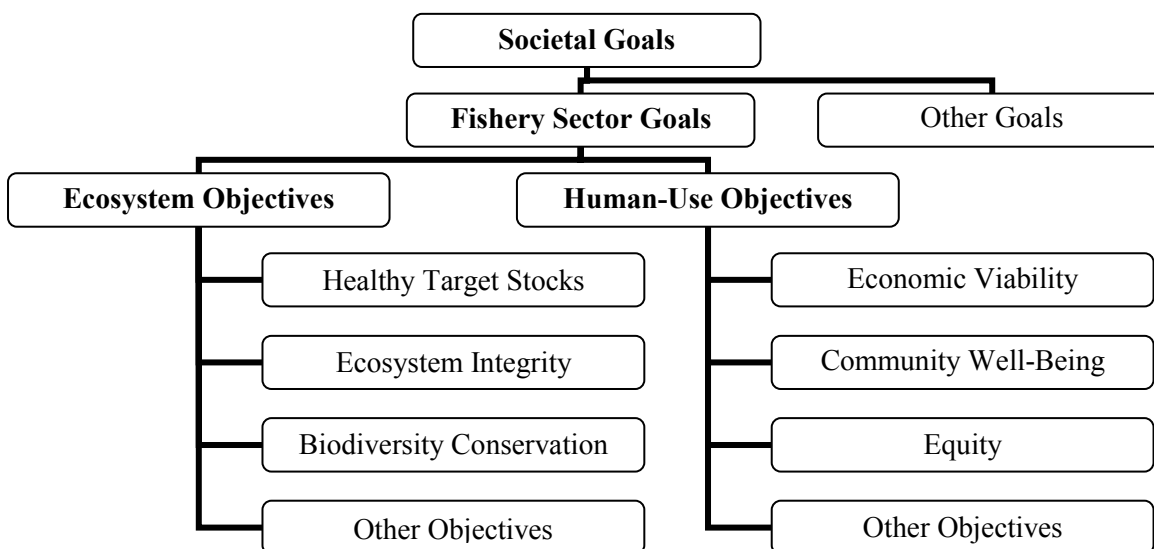 Societal Goals
Fishery Sector Goals
Other Goals
Ecosystem Objectives
Human-Use Objectives
Healthy Target Stocks
Economic Viability
Ecosystem Integrity
Community Well-Being
Biodiversity Conservation
Equity
Other Objectives
Other Objectives